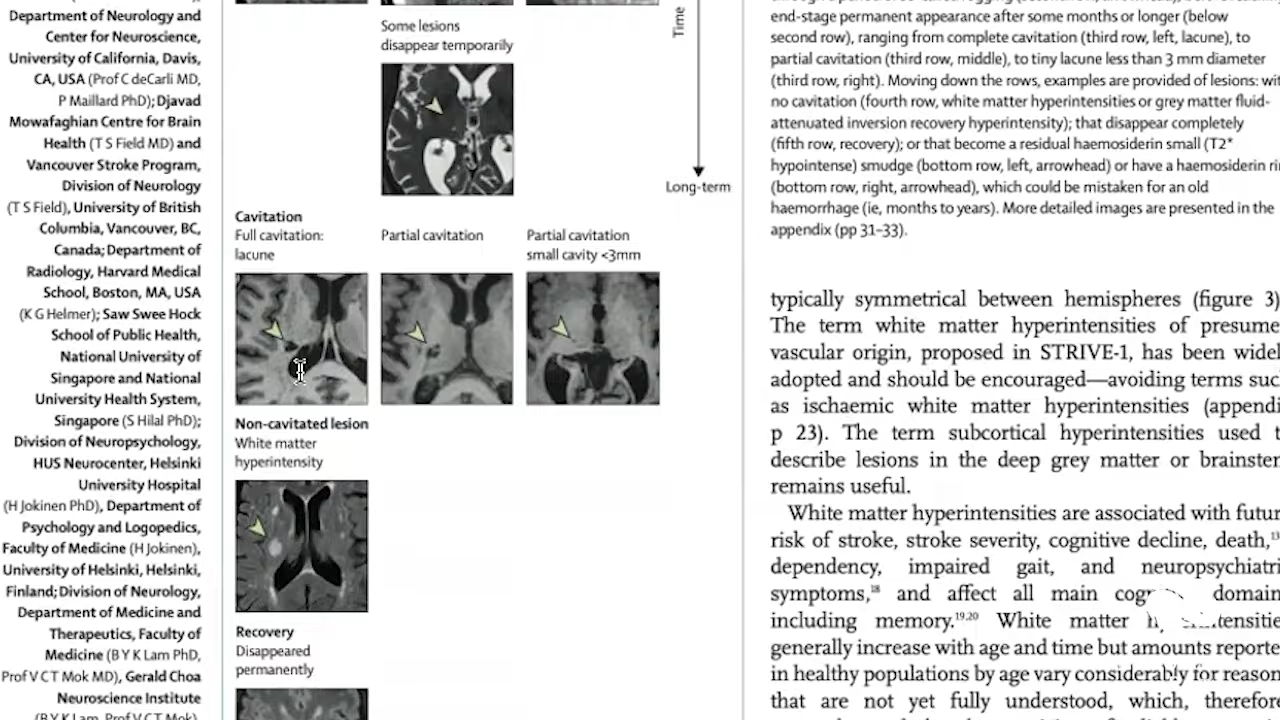 Department of Neurology and
Center for Neuroscience,
University of California, Davis,
CA, USA (Prof C deCarli MD,
P Maillard PhD); Djavad
Mowafaghian Centre for Brain
Health (T S Field MD) and
Vancouver Stroke Program,
Division of Neurology
(T S Field), University of British
Columbia, Vancouver, BC,
Canada; Department of
Radiology, Harvard Medical
School, Boston, MA, USA
(K G Helmer); Saw Swee Hock
School of Public Health,
National University of
Singapore and National
University Health System,
Singapore (S Hilal PhD);
Division of Neuropsychology,
HUS Neurocenter, Helsinki
University Hospital
(H Jokinen PhD), Department of
Psychology and Logopedics,
Faculty of Medicine (H Jokinen),
University of Helsinki, Helsinki,
Finland; Division of Neurology,
Department of Medicine and
Therapeutics, Faculty of
Medicine (B Y K Lam PhD,
Prof V C T Mok MD), Gerald Choa
Neuroscience Institute
(B Y K Lam, Prof V C T Mok),
Some lesions
disappear temporarily
Time
Long-term
Cavitation
Full cavitation:
lacune
Partial cavitation
Partial cavitation
small cavity <3mm
Non-cavitated lesion
White matter
hyperintensity
Recovery
Disappeared
permanently
end-stage permanent appearance after some months or longer (below
second row), ranging from complete cavitation (third row, left, lacune), to
partial cavitation (third row, middle), to tiny lacune less than 3 mm diameter
(third row, right). Moving down the rows, examples are provided of lesions: wit
no cavitation (fourth row, white matter hyperintensities or grey matter fluid-
attenuated inversion recovery hyperintensity); that disappear completely
(fifth row, recovery); or that become a residual haemosiderin small (T2*
hypointense) smudge (bottom row, left, arrowhead) or have a haemosiderin ri
(bottom row, right, arrowhead), which could be mistaken for an old
haemorrhage (ie, months to years). More detailed images are presented in the
appendix (pp 31–33).
typically symmetrical between hemispheres (figure 3)
The term white matter hyperintensities of presume
vascular origin, proposed in STRIVE-1, has been widel
adopted and should be encouraged—avoiding terms suc
as ischaemic white matter hyperintensities (appendi
p 23). The term subcortical hyperintensities used t
describe lesions in the deep grey matter or brainster
remains useful.
White matter hyperintensities are associated with futur
risk of stroke, stroke severity, cognitive decline, death,13
dependency, impaired gait, and neuropsychiatri
symptoms,18 and affect all main cog domain
including memory.19,20 White matter
generally increase with age and time but amounts reporte
in healthy populations by age vary considerably for reason
that are not yet fully understood, which, therefore